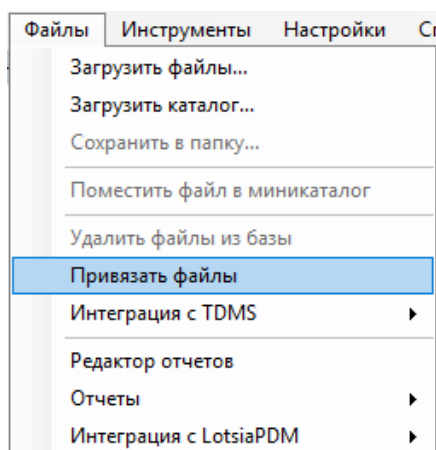 Файлы Инструменты Настройки
Загрузить файлы...
Загрузить каталог...
Сохранить в папку...
Поместить файл в миникаталог
Удалить файлы из базы
Привязать файлы
Интеграция с TDMS
Редактор отчетов
Отчеты
Интеграция с LotsiaPDM